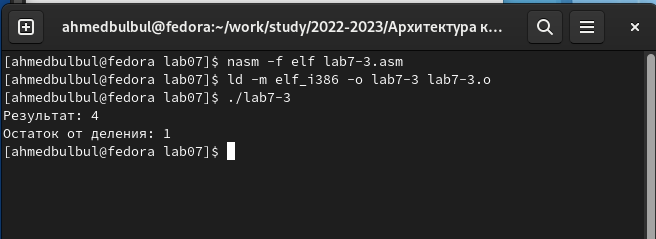 ahmedbulbul@fedora:~/work/study/2022-2023/Архитектура к...
[ahmedbulbul@fedora lab07]$ nasm -f elf lab7-3.asm
[ahmedbulbul@fedora lab07]$ ld -m elf_i386 -o lab7-3 lab7-3.o
[ahmedbulbul@fedora lab07]$ ./lab7-3
Результат: 4
Остаток от деления: 1
[ahmedbulbul@fedora lab07]$